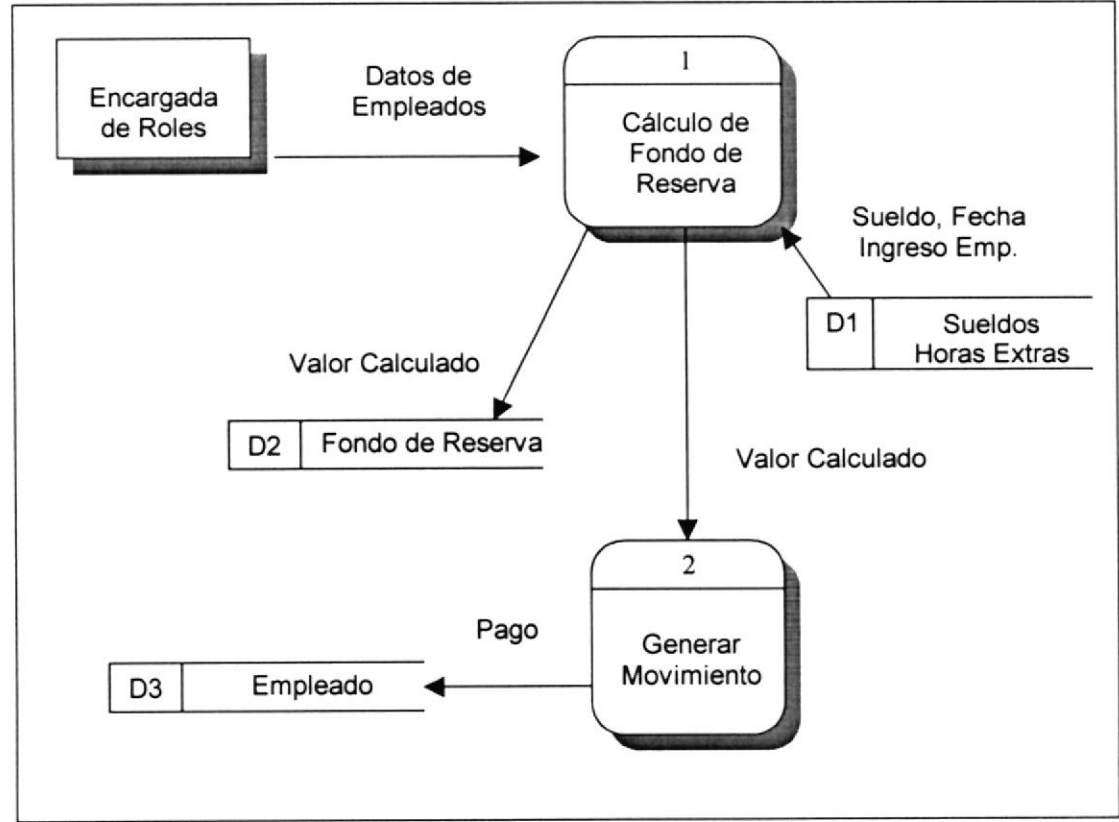 Encargada
de Roles
Datos de
Empleados
1
Cálculo de
Fondo de
Reserva
Sueldo, Fecha
Ingreso Emp.
D1
Sueldos
Horas Extras
Valor Calculado
D2
Fondo de Reserva
Valor Calculado
2
Generar
Movimiento
Pago
D3
Empleado